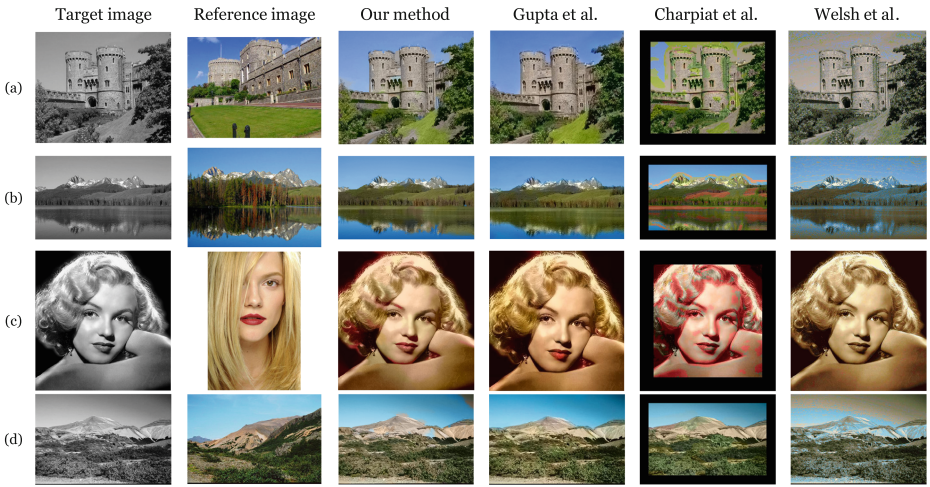 Target image Reference image Our method Gupta et al. Charpiat et al. Welsh et al.
(a)
(b)
(c)
(d)